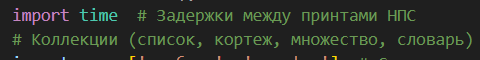 import time  # Задержки между принтами НПС
# Коллекции (список, кортеж, множество, словарь)